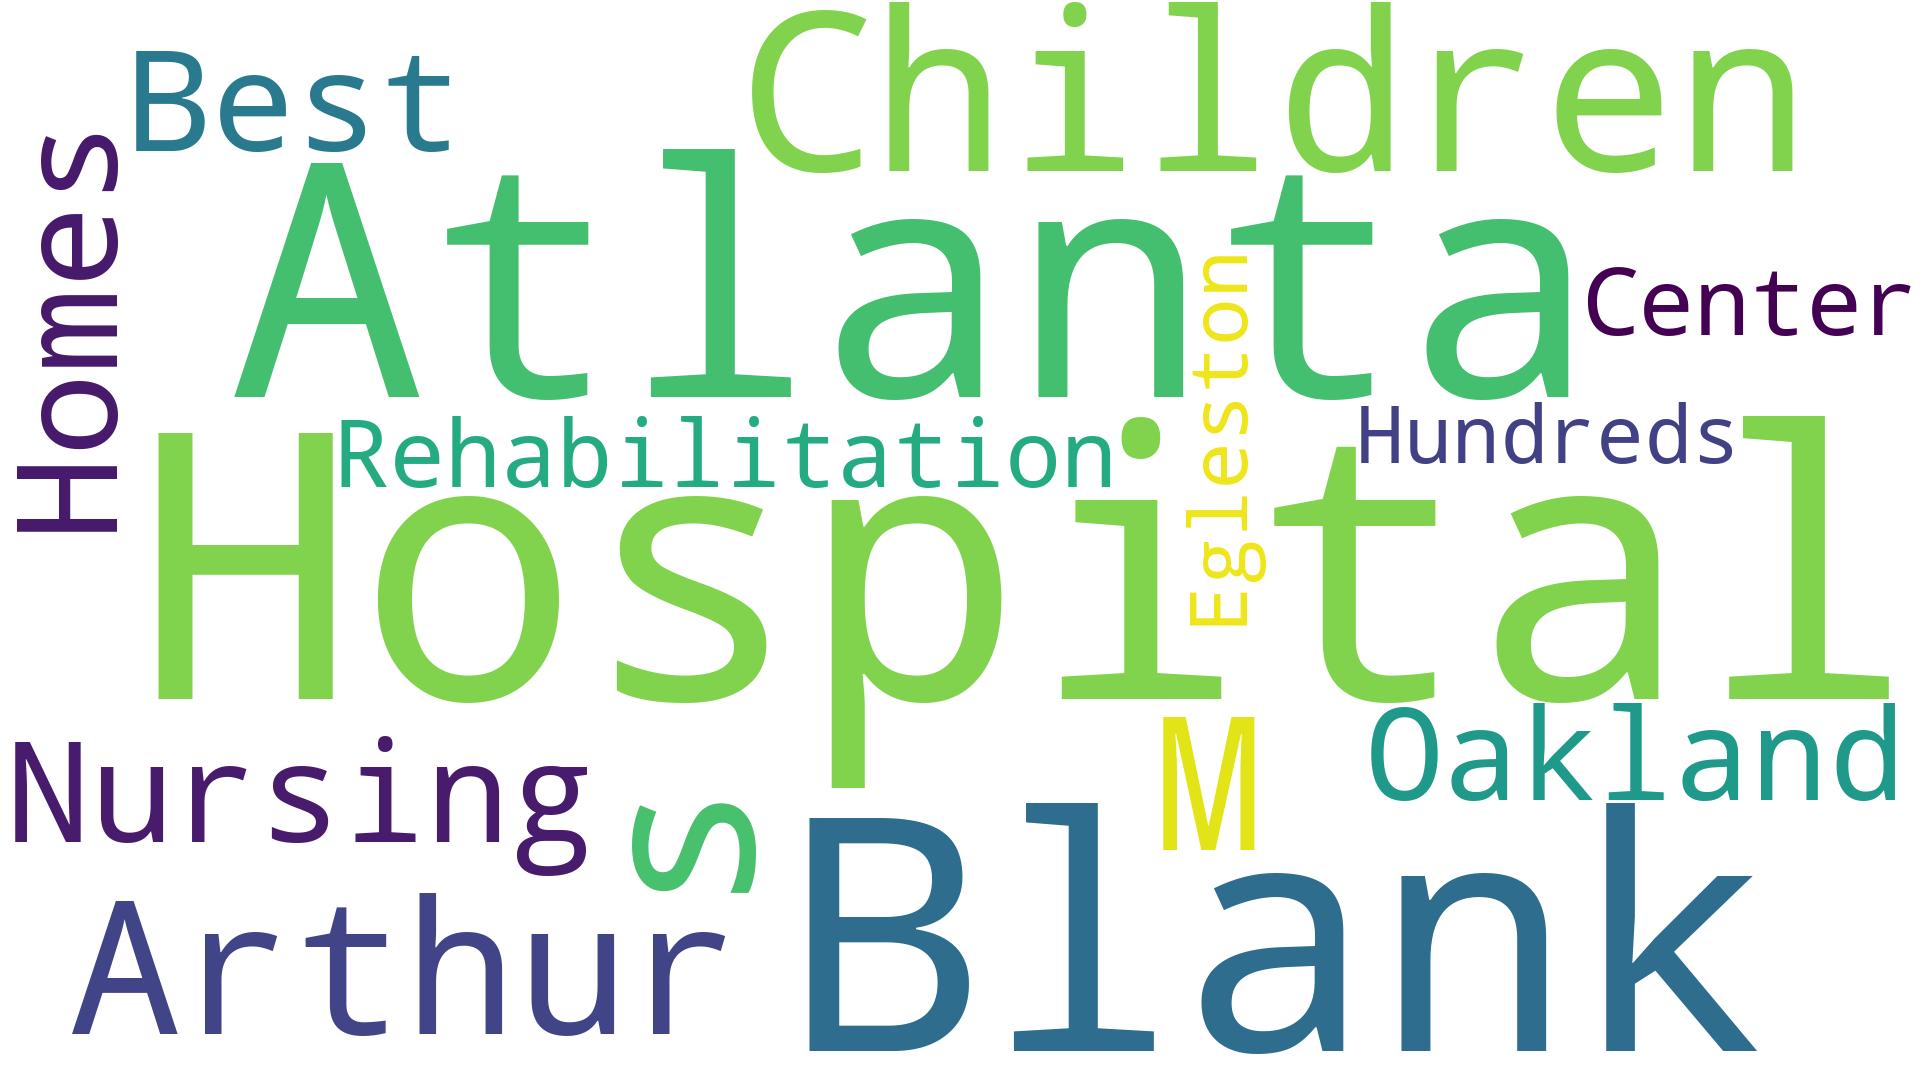 Children
Best
Homes
Atlanta
Center
Egleston
Hundreds
Rehabilitation
Hospital
Oakland
M
Nursing
s
Blank
Arthur